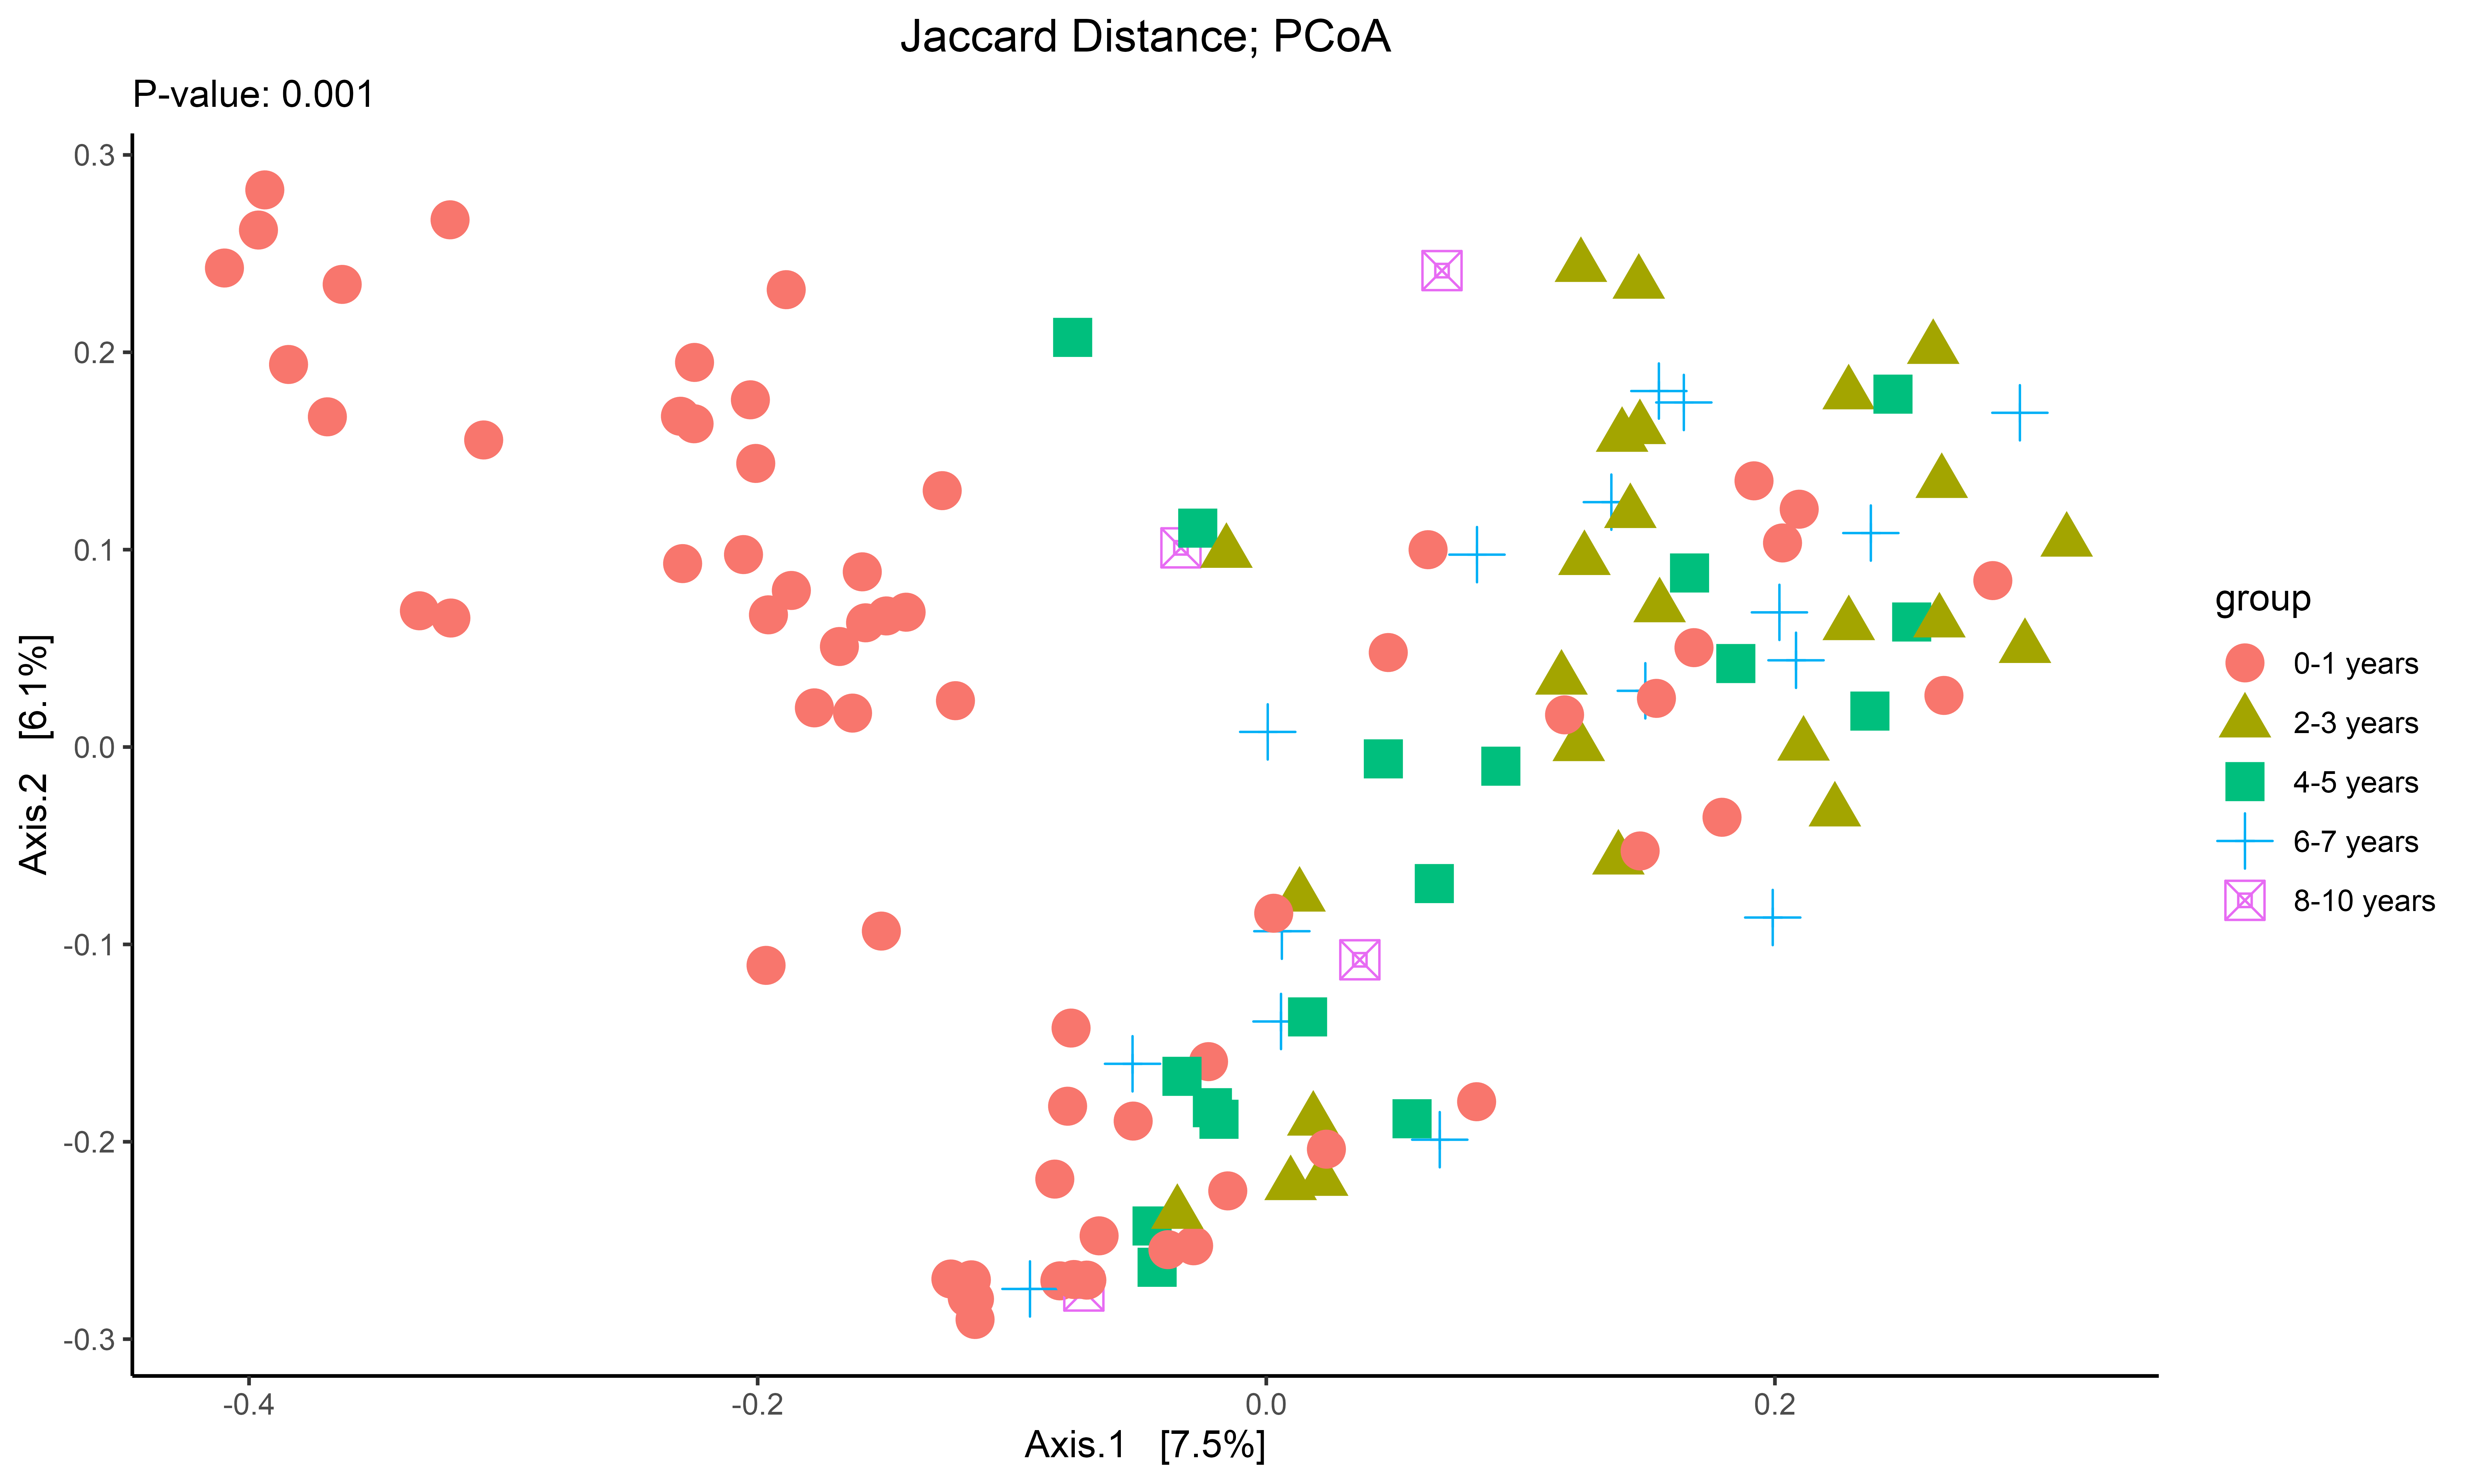 Jaccard Distance; PCoA
P-value: 0.001
0.3
0.2
0.1
0.0
-0.1
-0.2
-0.3
Axis.2 [6.1%]
-0.4
-0.2
0.0
0.2
Axis.1 [7.5%]
group
0-1 years
2-3 years
4-5 years
6-7 years
8-10 years